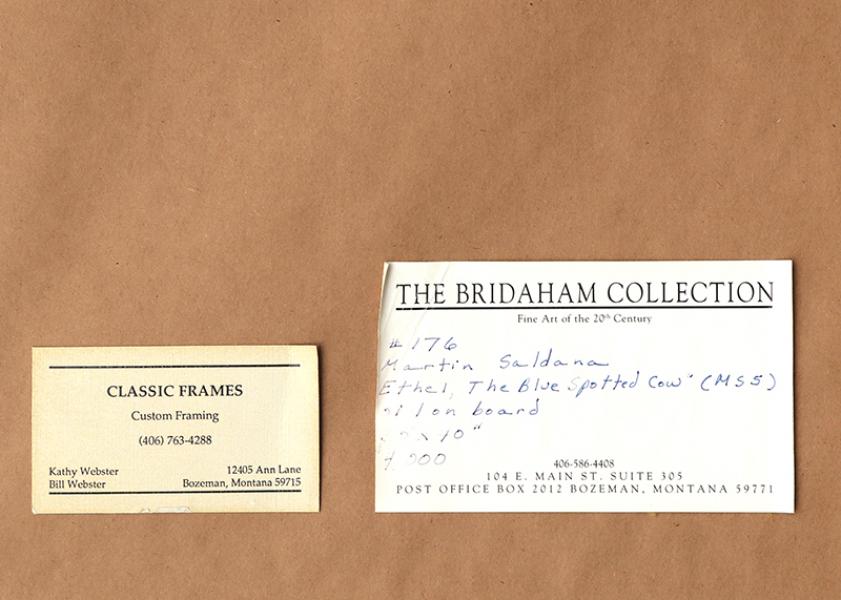 CLASSIC FRAMES
Custom Framing
(406) 763-4288
Kathy Webster
Bill Webster
12405 Ann Lane
Bozeman, Montana 59715
THE BRIDAHAM COLLECTION
Fine Art of the 20th Century
#176
Martin Saldana
Ethel, The Blue Spotted Cow" (MS5)
oil on board
x 10"
406-586-4408
104 E. MAIN ST. SUITE 305
POST OFFICE BOX 2012 BOZEMAN, MONTANA 59771